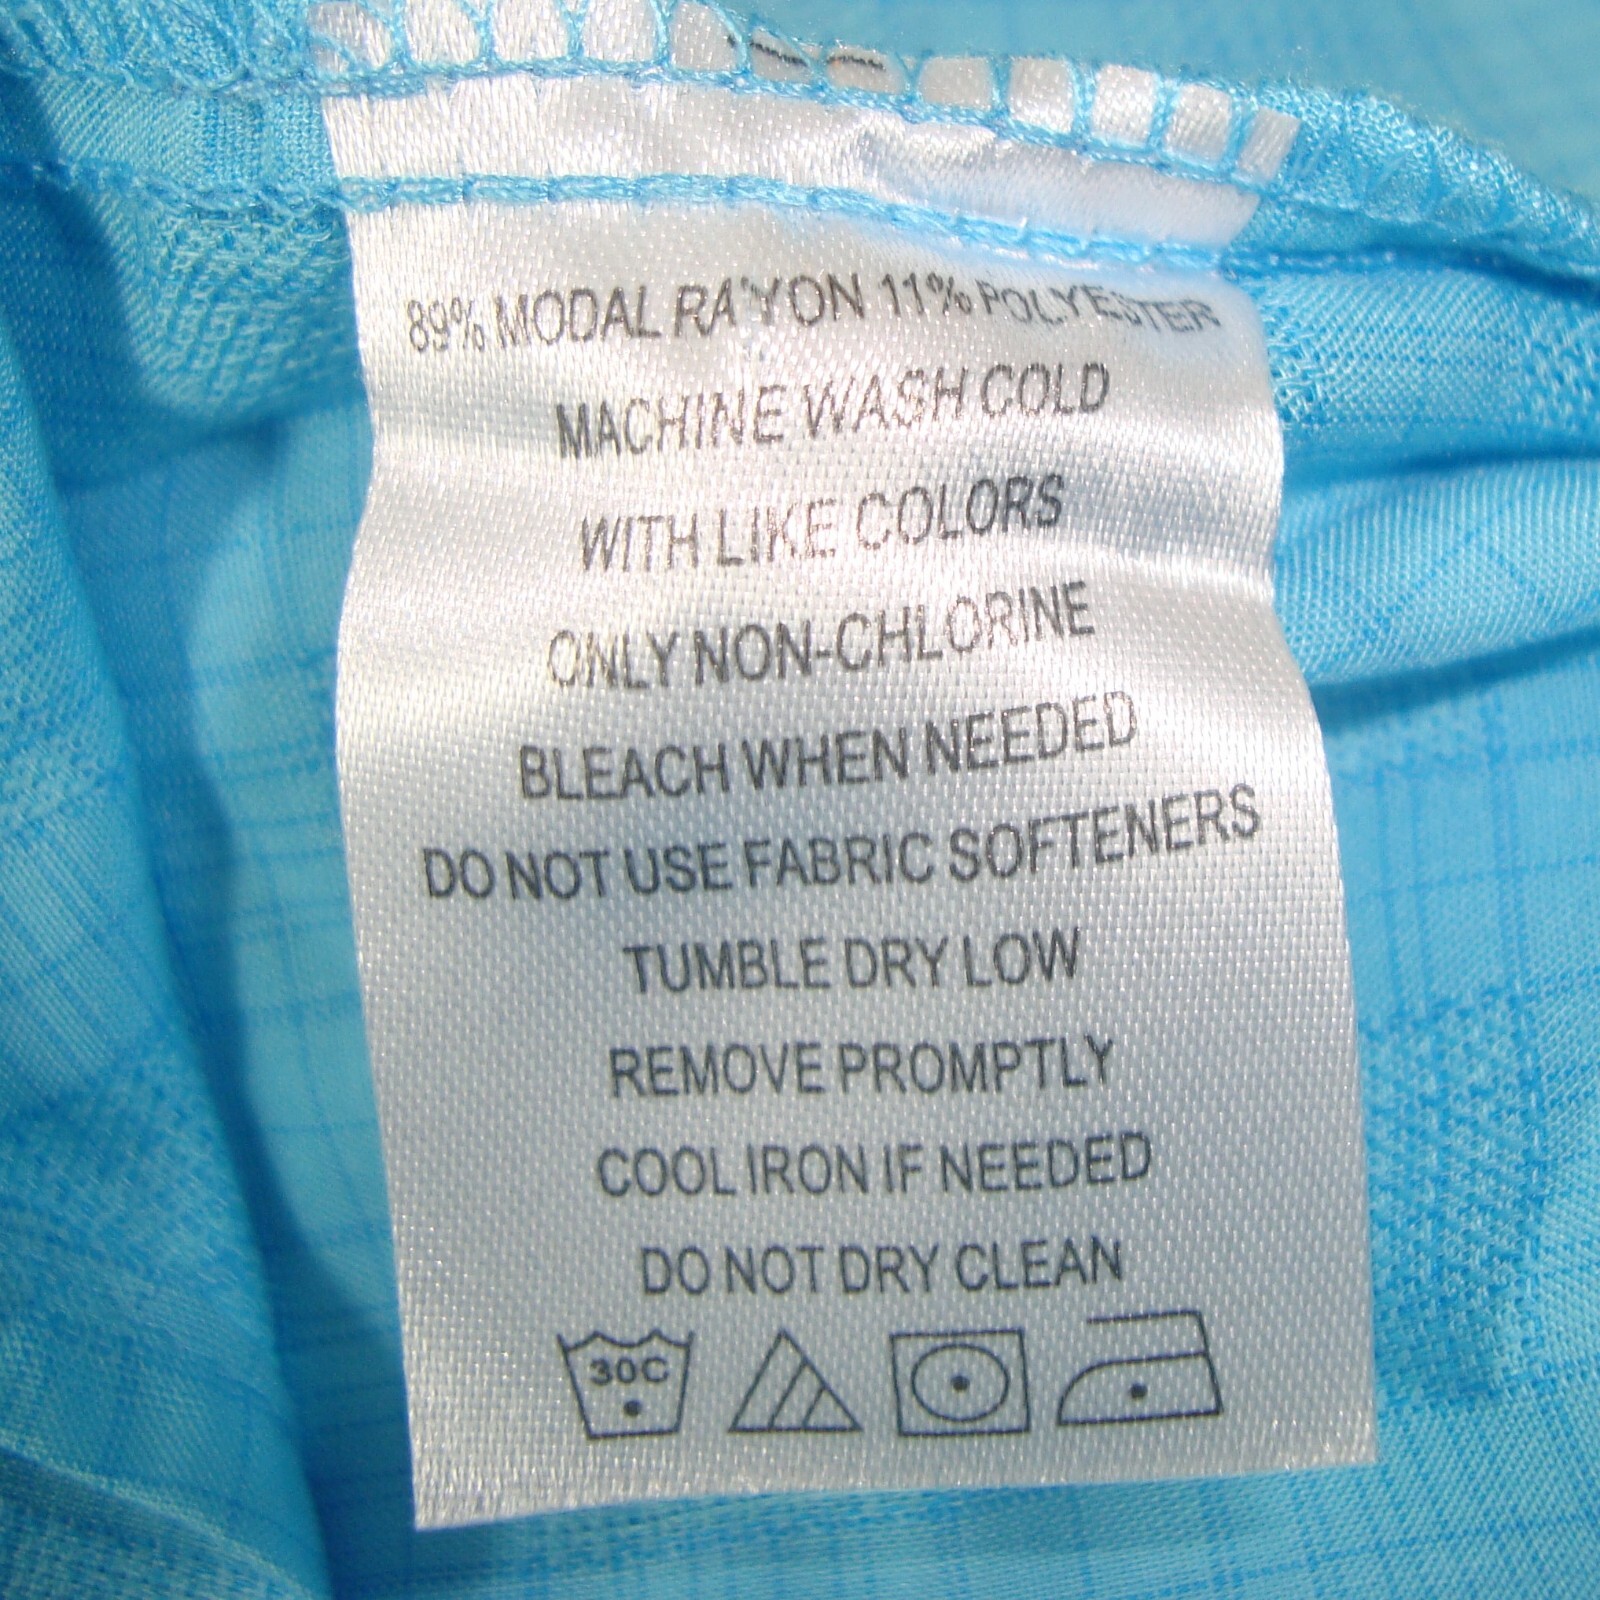 89% MODAL RAYON 11% POLYESTER
MACHINE WASH COLD
WITH LIKE COLORS
ONLY NON-CHLORINE
BLEACH WHEN NEEDED
DO NOT USE FABRIC SOFTENERS
TUMBLE DRY LOW
REMOVE PROMPTLY
COOL IRON IF NEEDED
DO NOT DRY CLEAN
30C